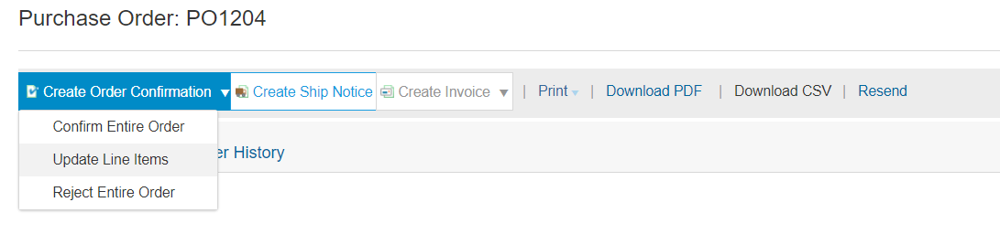 Purchase Order: PO1204
Create Order Confirmation ▼ Create Ship Notice Create Invoice ▼ | Print | Download PDF | Download CSV | Resend
Confirm Entire Order
Update Line Items
History
Reject Entire Order